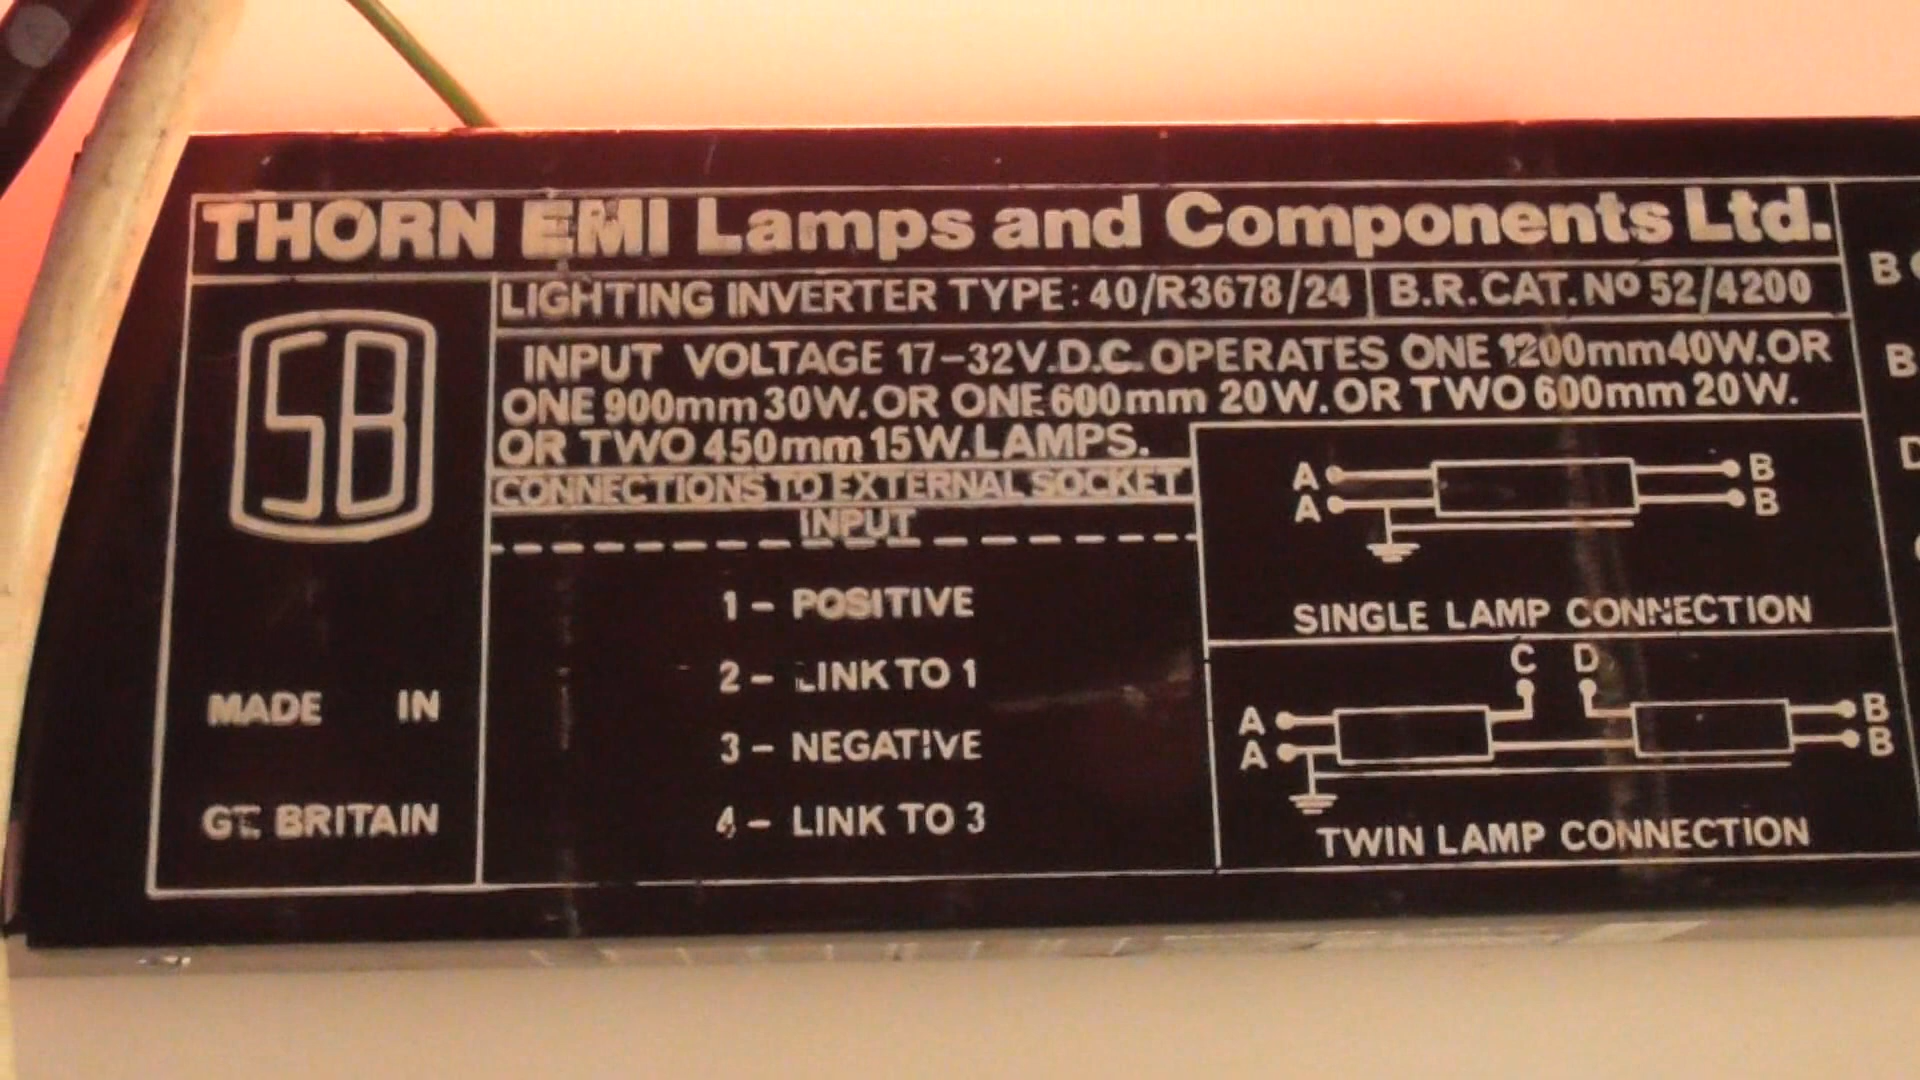 THORN EMI Lamps and Components Ltd.
LIGHTING INVERTER TYPE: 40/R3678/24
B.R.CAT.Nº 52/4200
SB
INPUT VOLTAGE 17-32V.D.C. OPERATES ONE 1200mm40W.OR
ONE 900mm 30W.OR ONE 600mm 20W.OR TWO 600mm 20W.
OR TWO 450mm 15W.LAMPS.
CONNECTIONS TO EXTERNAL SOCKET
INPUT
1 - POSITIVE
2 - LINK TO 1
3 - NEGATIVE
4 - LINK TO 3
MADE IN
GT. BRITAIN
A B
A B
SINGLE LAMP CONNECTION
C D
A B
A B
TWIN LAMP CONNECTION
B
B
D